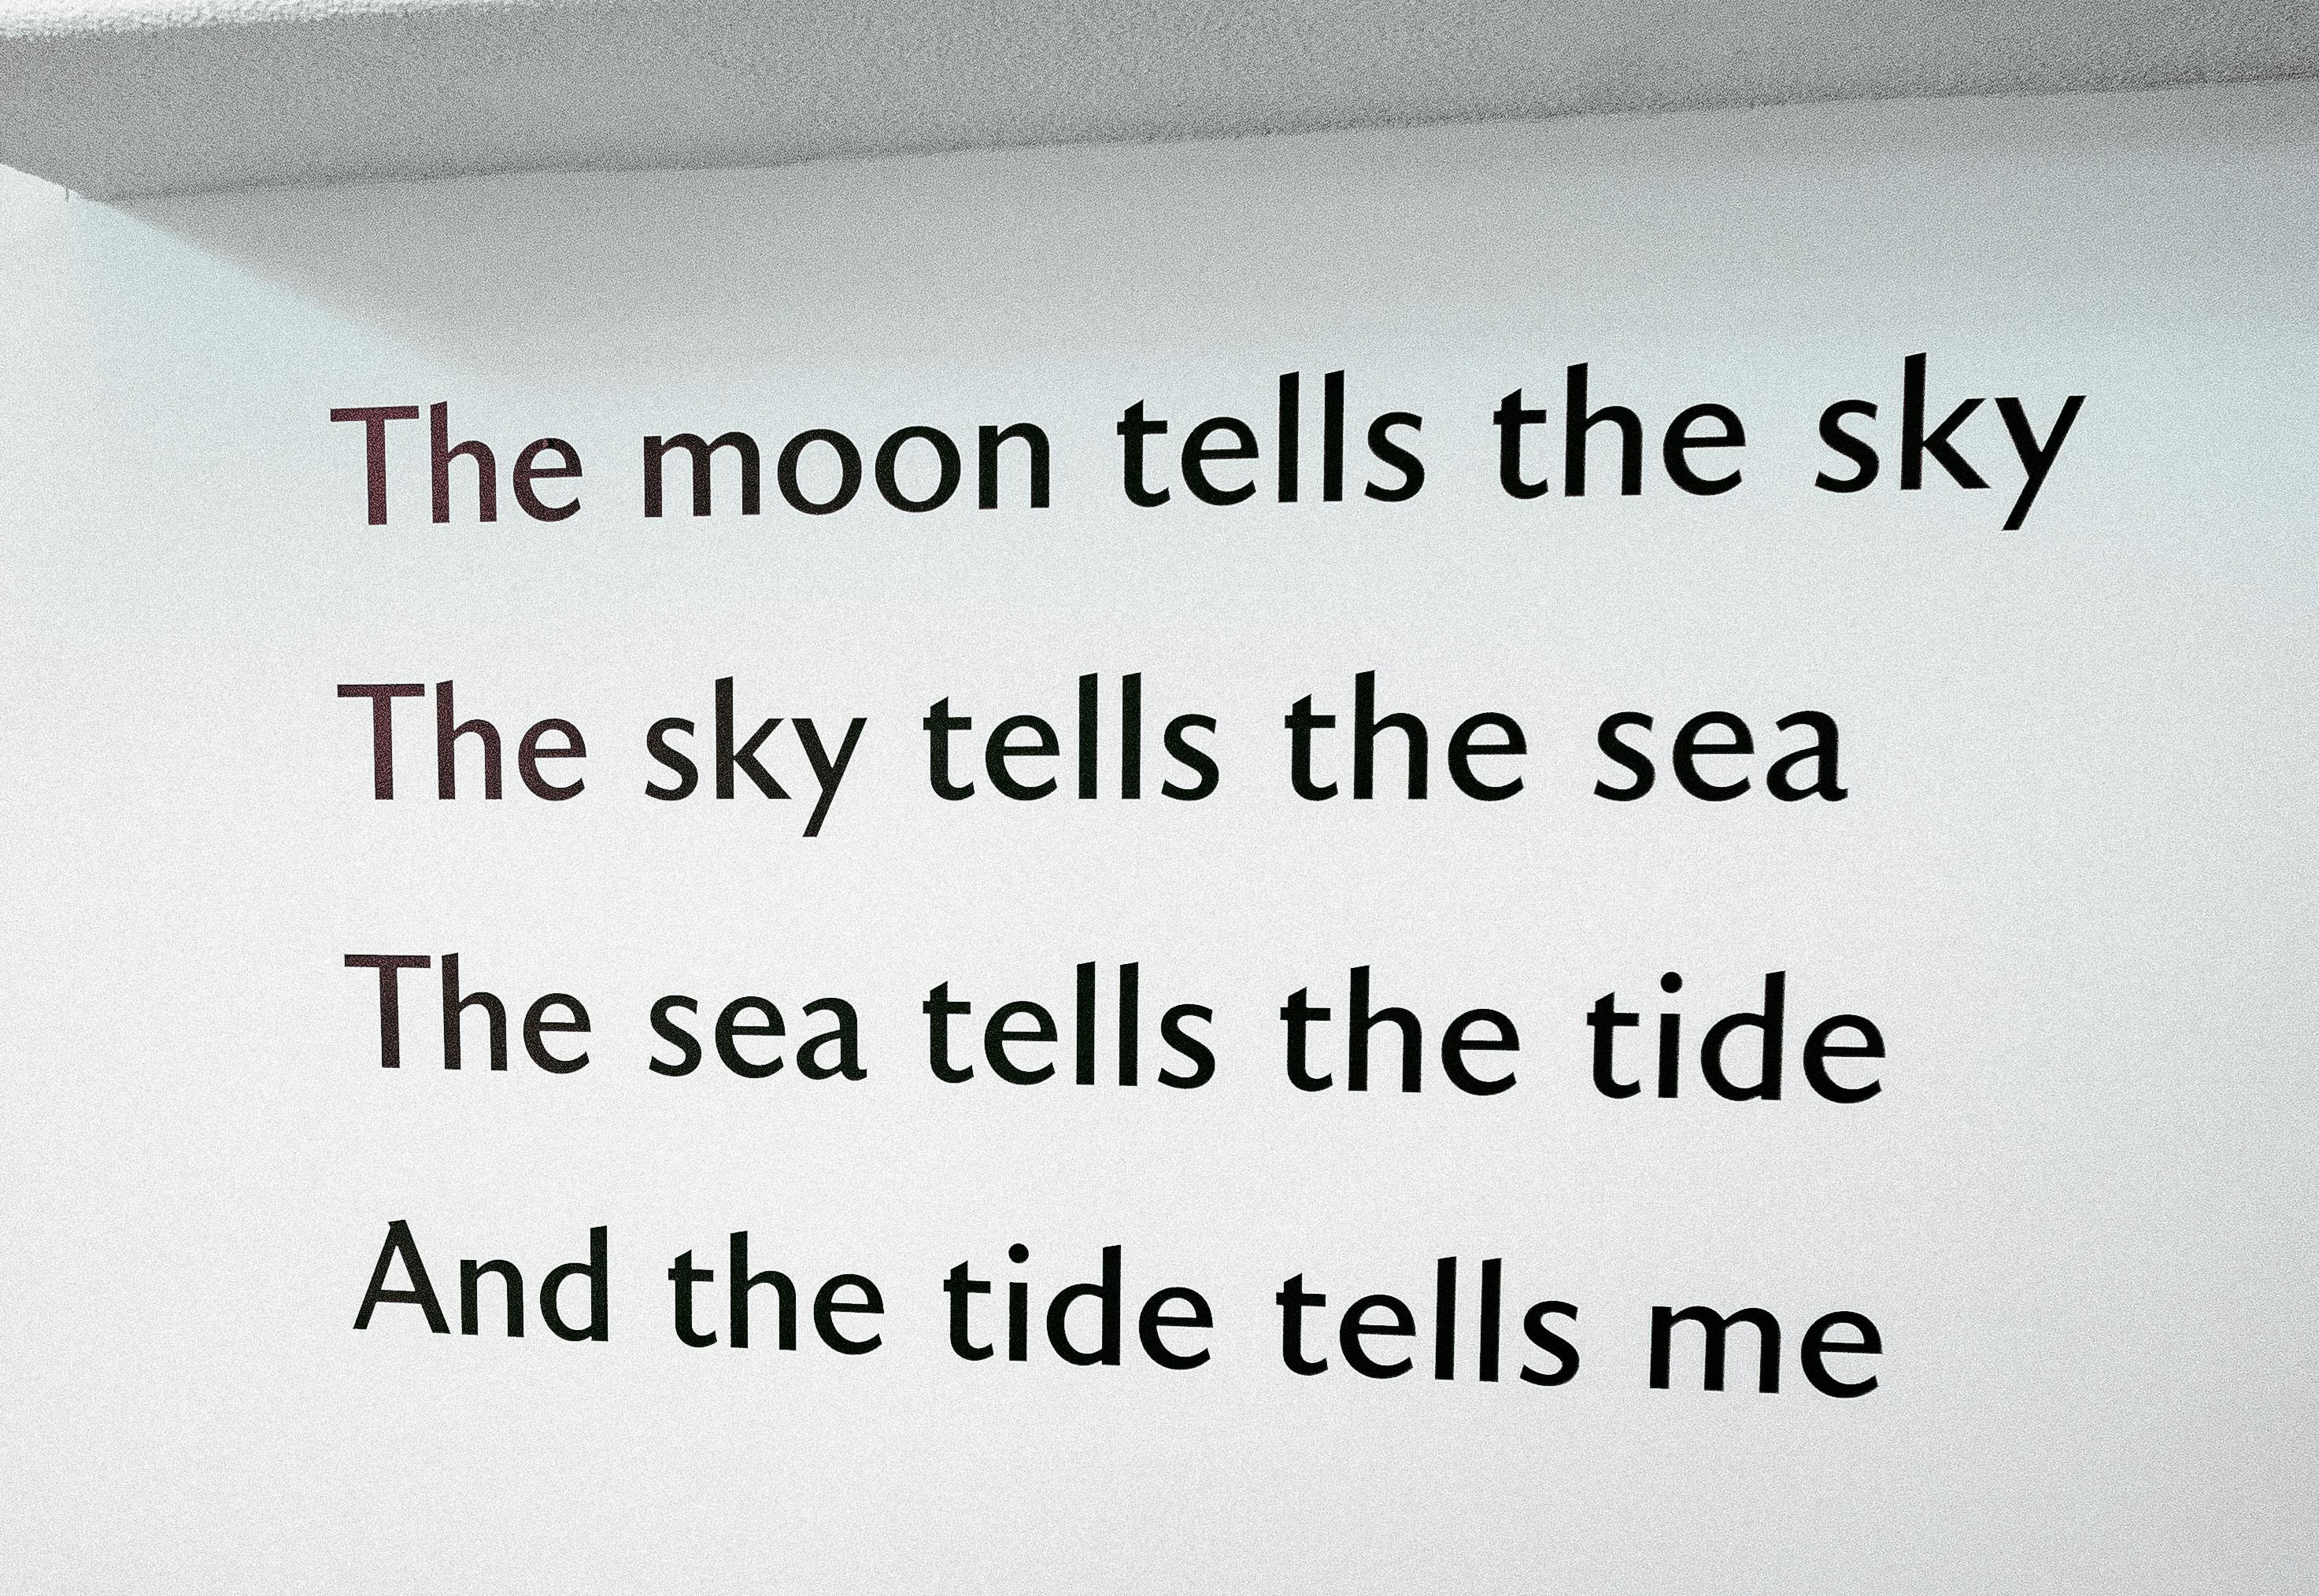 The moon tells the sky
The sky tells the sea
The sea tells the tide
And the tide tells me